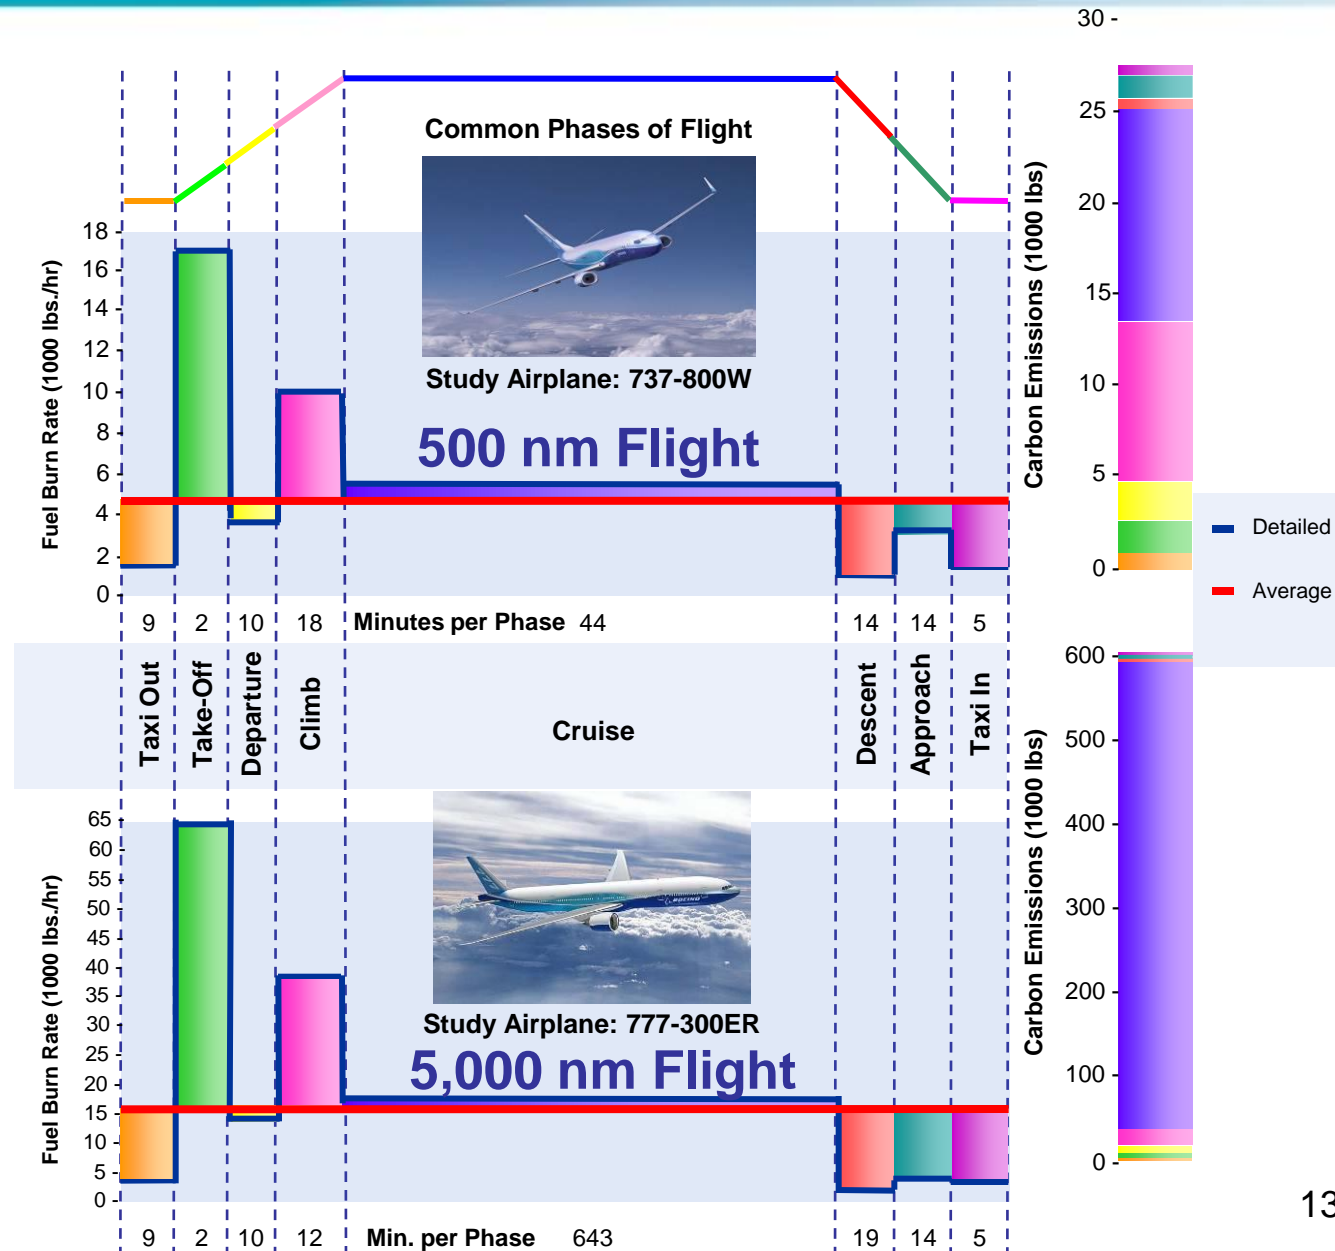 Common Phases of Flight
Study Airplane: 737-800W
500 nm Flight
Fuel Burn Rate (1000 lbs./hr)
18
16
14
12
10
8
6
4
2
0
9 2 10 18 Minutes per Phase 44 14 14 5
Taxi Out
Take-Off
Departure
Climb
Cruise
Descent
Approach
Taxi In
BOEING
Study Airplane: 777-300ER
5,000 nm Flight
Fuel Burn Rate (1000 lbs./hr)
65
60
55
50
45
40
35
30
25
20
15
10
5
0
9 2 10 12 Min. per Phase 643 19 14 5
Carbon Emissions (1000 lbs)
30
25
20
15
10
5
0
Detailed
Average
Carbon Emissions (1000 lbs)
600
500
400
300
200
100
0
13